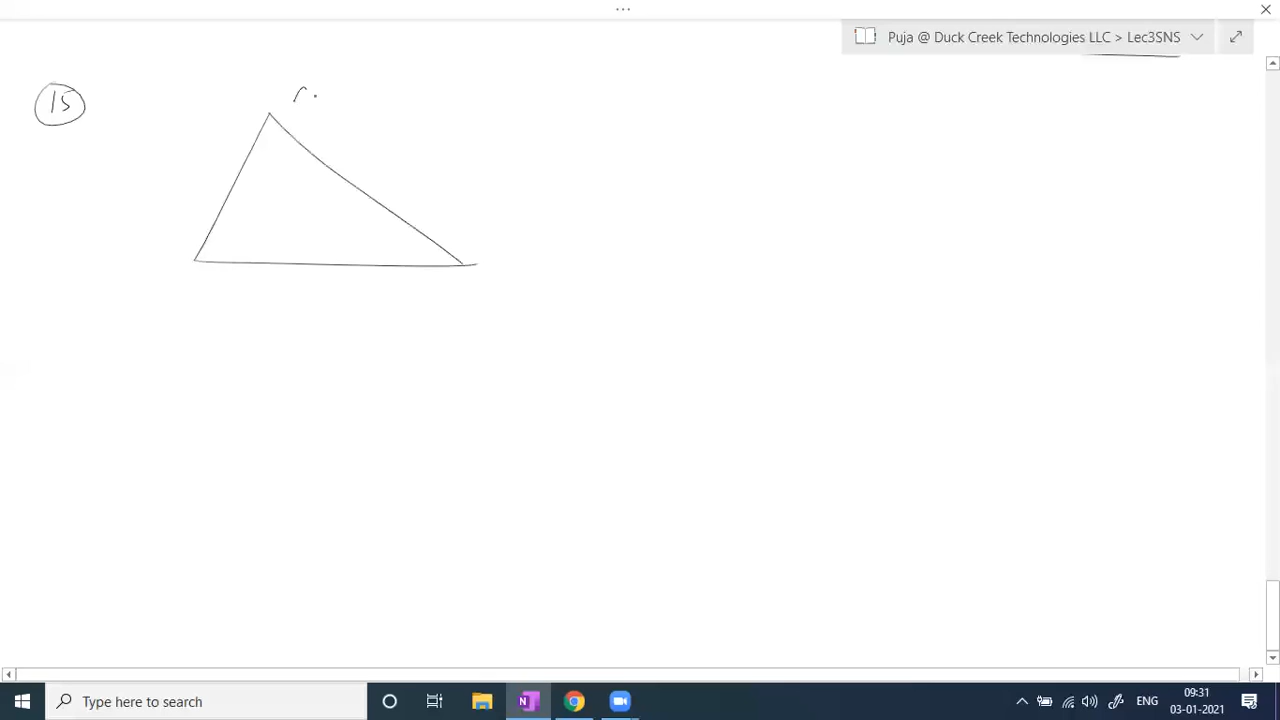 ...
Puja @ Duck Creek Technologies LLC > Lec3SNS
15
Type here to search
N
ENG
09:31
03-01-2021